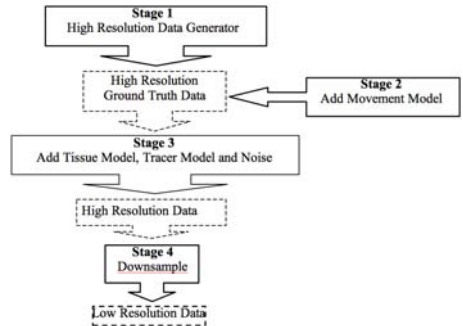 Stage 1
High Resolution Data Generator
High Resolution
Ground Truth Data
Stage 2
Add Movement Model
Stage 3
Add Tissue Model, Tracer Model and Noise
High Resolution Data
Stage 4
Downsample
Low Resolution Data